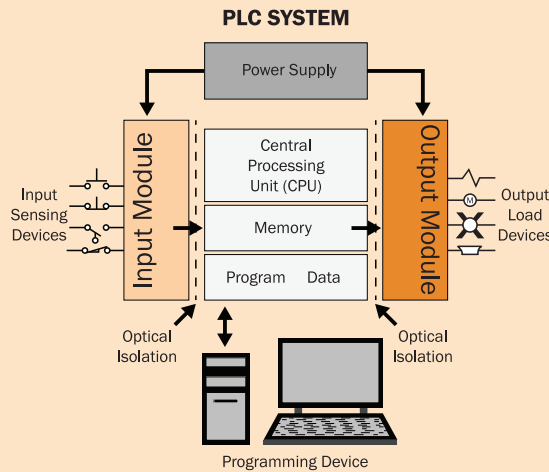 PLC SYSTEM
Power Supply
Input Module
Central
Processing
Unit (CPU)
Output Module
Input
Sensing
Devices
M
Output
Load
Devices
Memory
Program Data
Optical
Isolation
Optical
Isolation
Programming Device